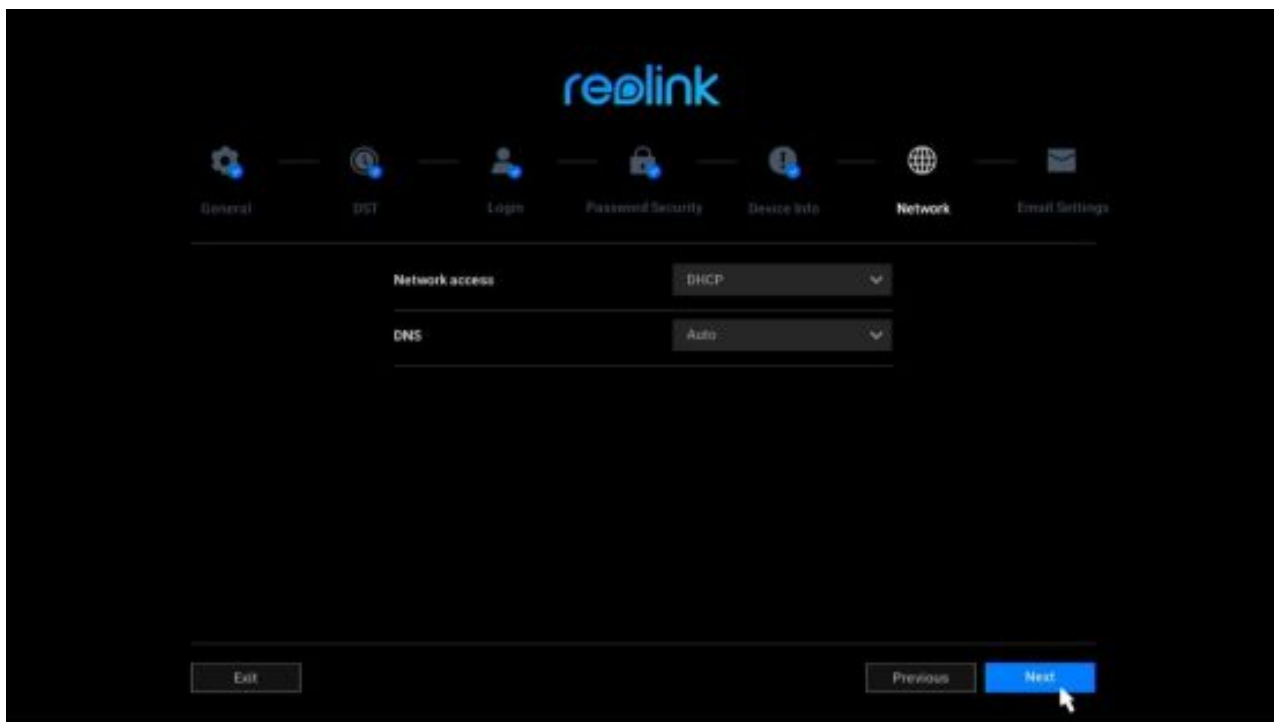 reolink
General
DST
Login
Password Security
Device Info
Network
Email Settings
Network access
DHCP
DNS
Auto
Exit
Previous
Next